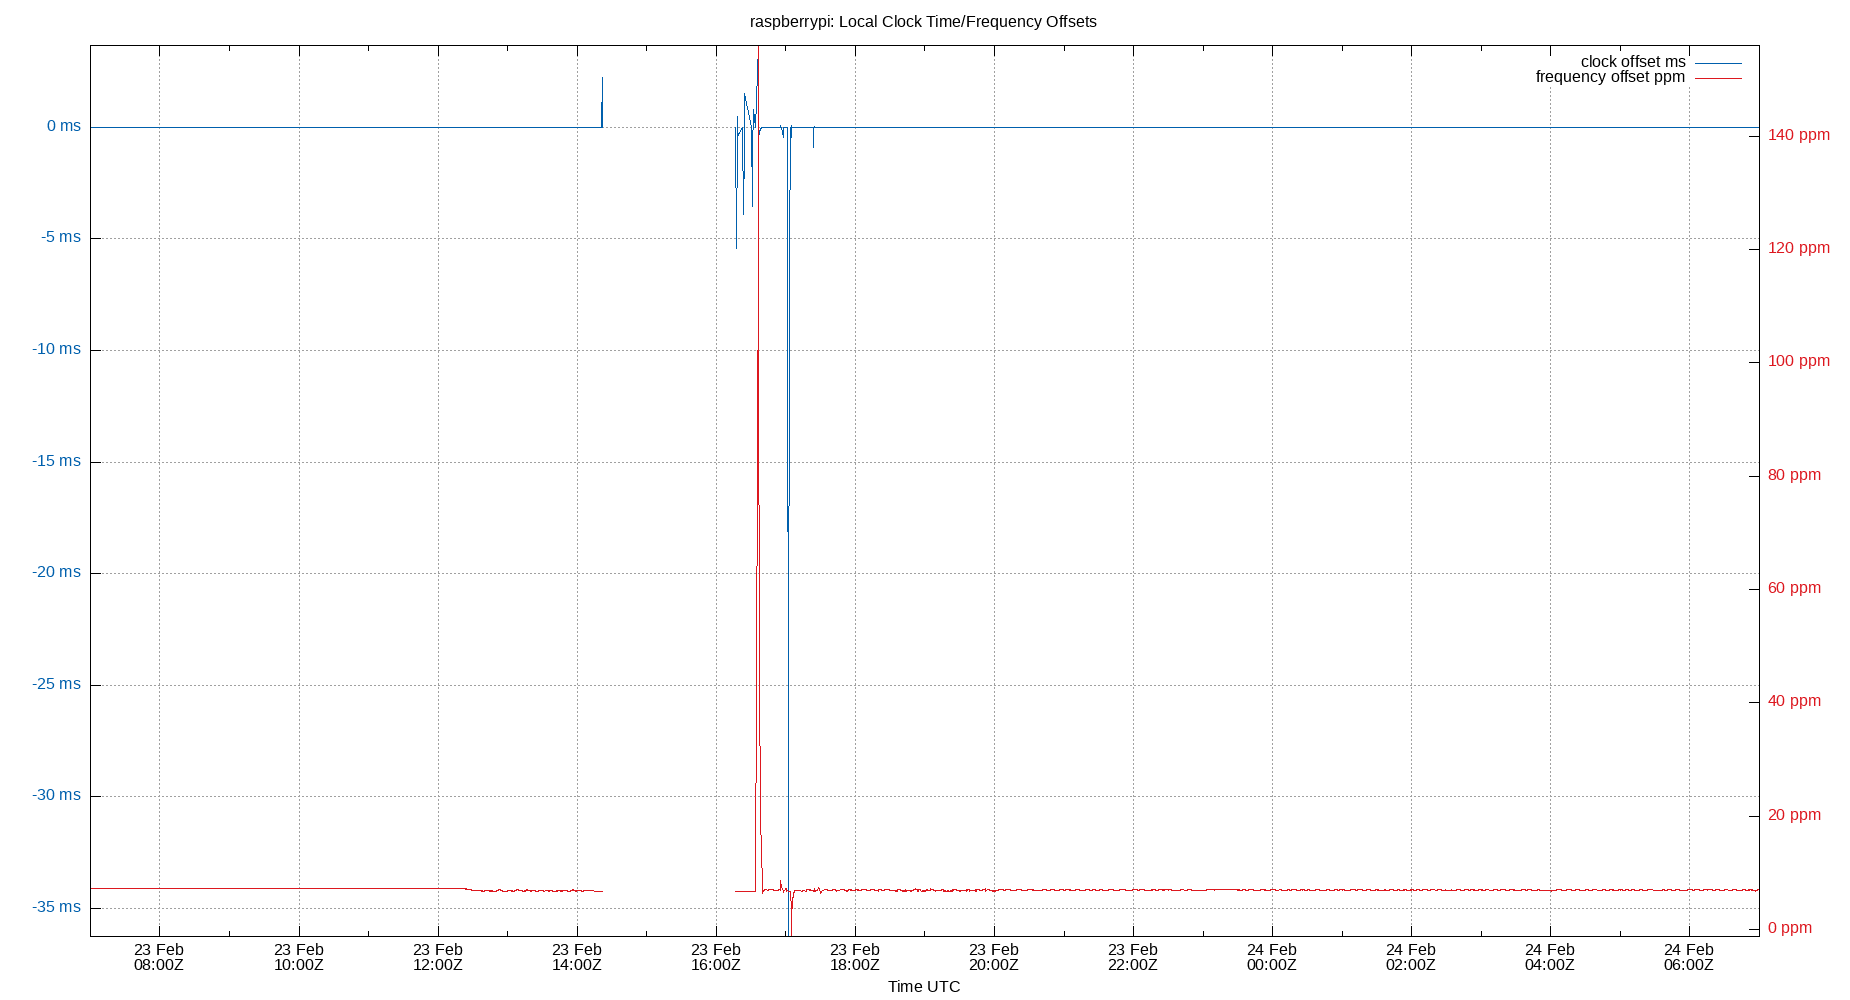 raspberrypi: Local Clock Time/Frequency Offsets
clock offset ms
frequency offset ppm
0 ms
-5 ms
-10 ms
-15 ms
-20 ms
-25 ms
-30 ms
-35 ms
140 ppm
120 ppm
100 ppm
80 ppm
60 ppm
40 ppm
20 ppm
0 ppm
23 Feb 23 Feb 23 Feb 23 Feb 23 Feb 23 Feb 23 Feb 23 Feb 24 Feb 24 Feb 24 Feb 24 Feb
08:00Z 10:00Z 12:00Z 14:00Z 16:00Z 18:00Z 20:00Z 22:00Z 00:00Z 02:00Z 04:00Z 06:00Z
Time UTC